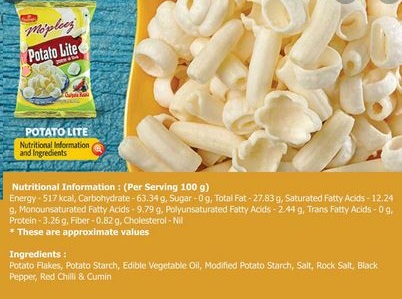 Haldiram's
Mo'pleez
Potato Lite
Chatpata Masala
POTATO LITE
Nutritional Information
and Ingredients
Nutritional Information : (Per Serving 100 g)
Energy - 517 kcal, Carbohydrate - 63.34 g, Sugar - 0 g, Total Fat - 27.83 g, Saturated Fatty Acids - 12.24
g, Monounsaturated Fatty Acids - 9.79 g, Polyunsaturated Fatty Acids - 2.44 g, Trans Fatty Acids - 0 g,
Protein - 3.26 g, Fiber - 0.82 g, Cholesterol - Nil
* These are approximate values
Ingredients :
Potato Flakes, Potato Starch, Edible Vegetable Oil, Modified Potato Starch, Salt, Rock Salt, Black
Pepper, Red Chilli & Cumin